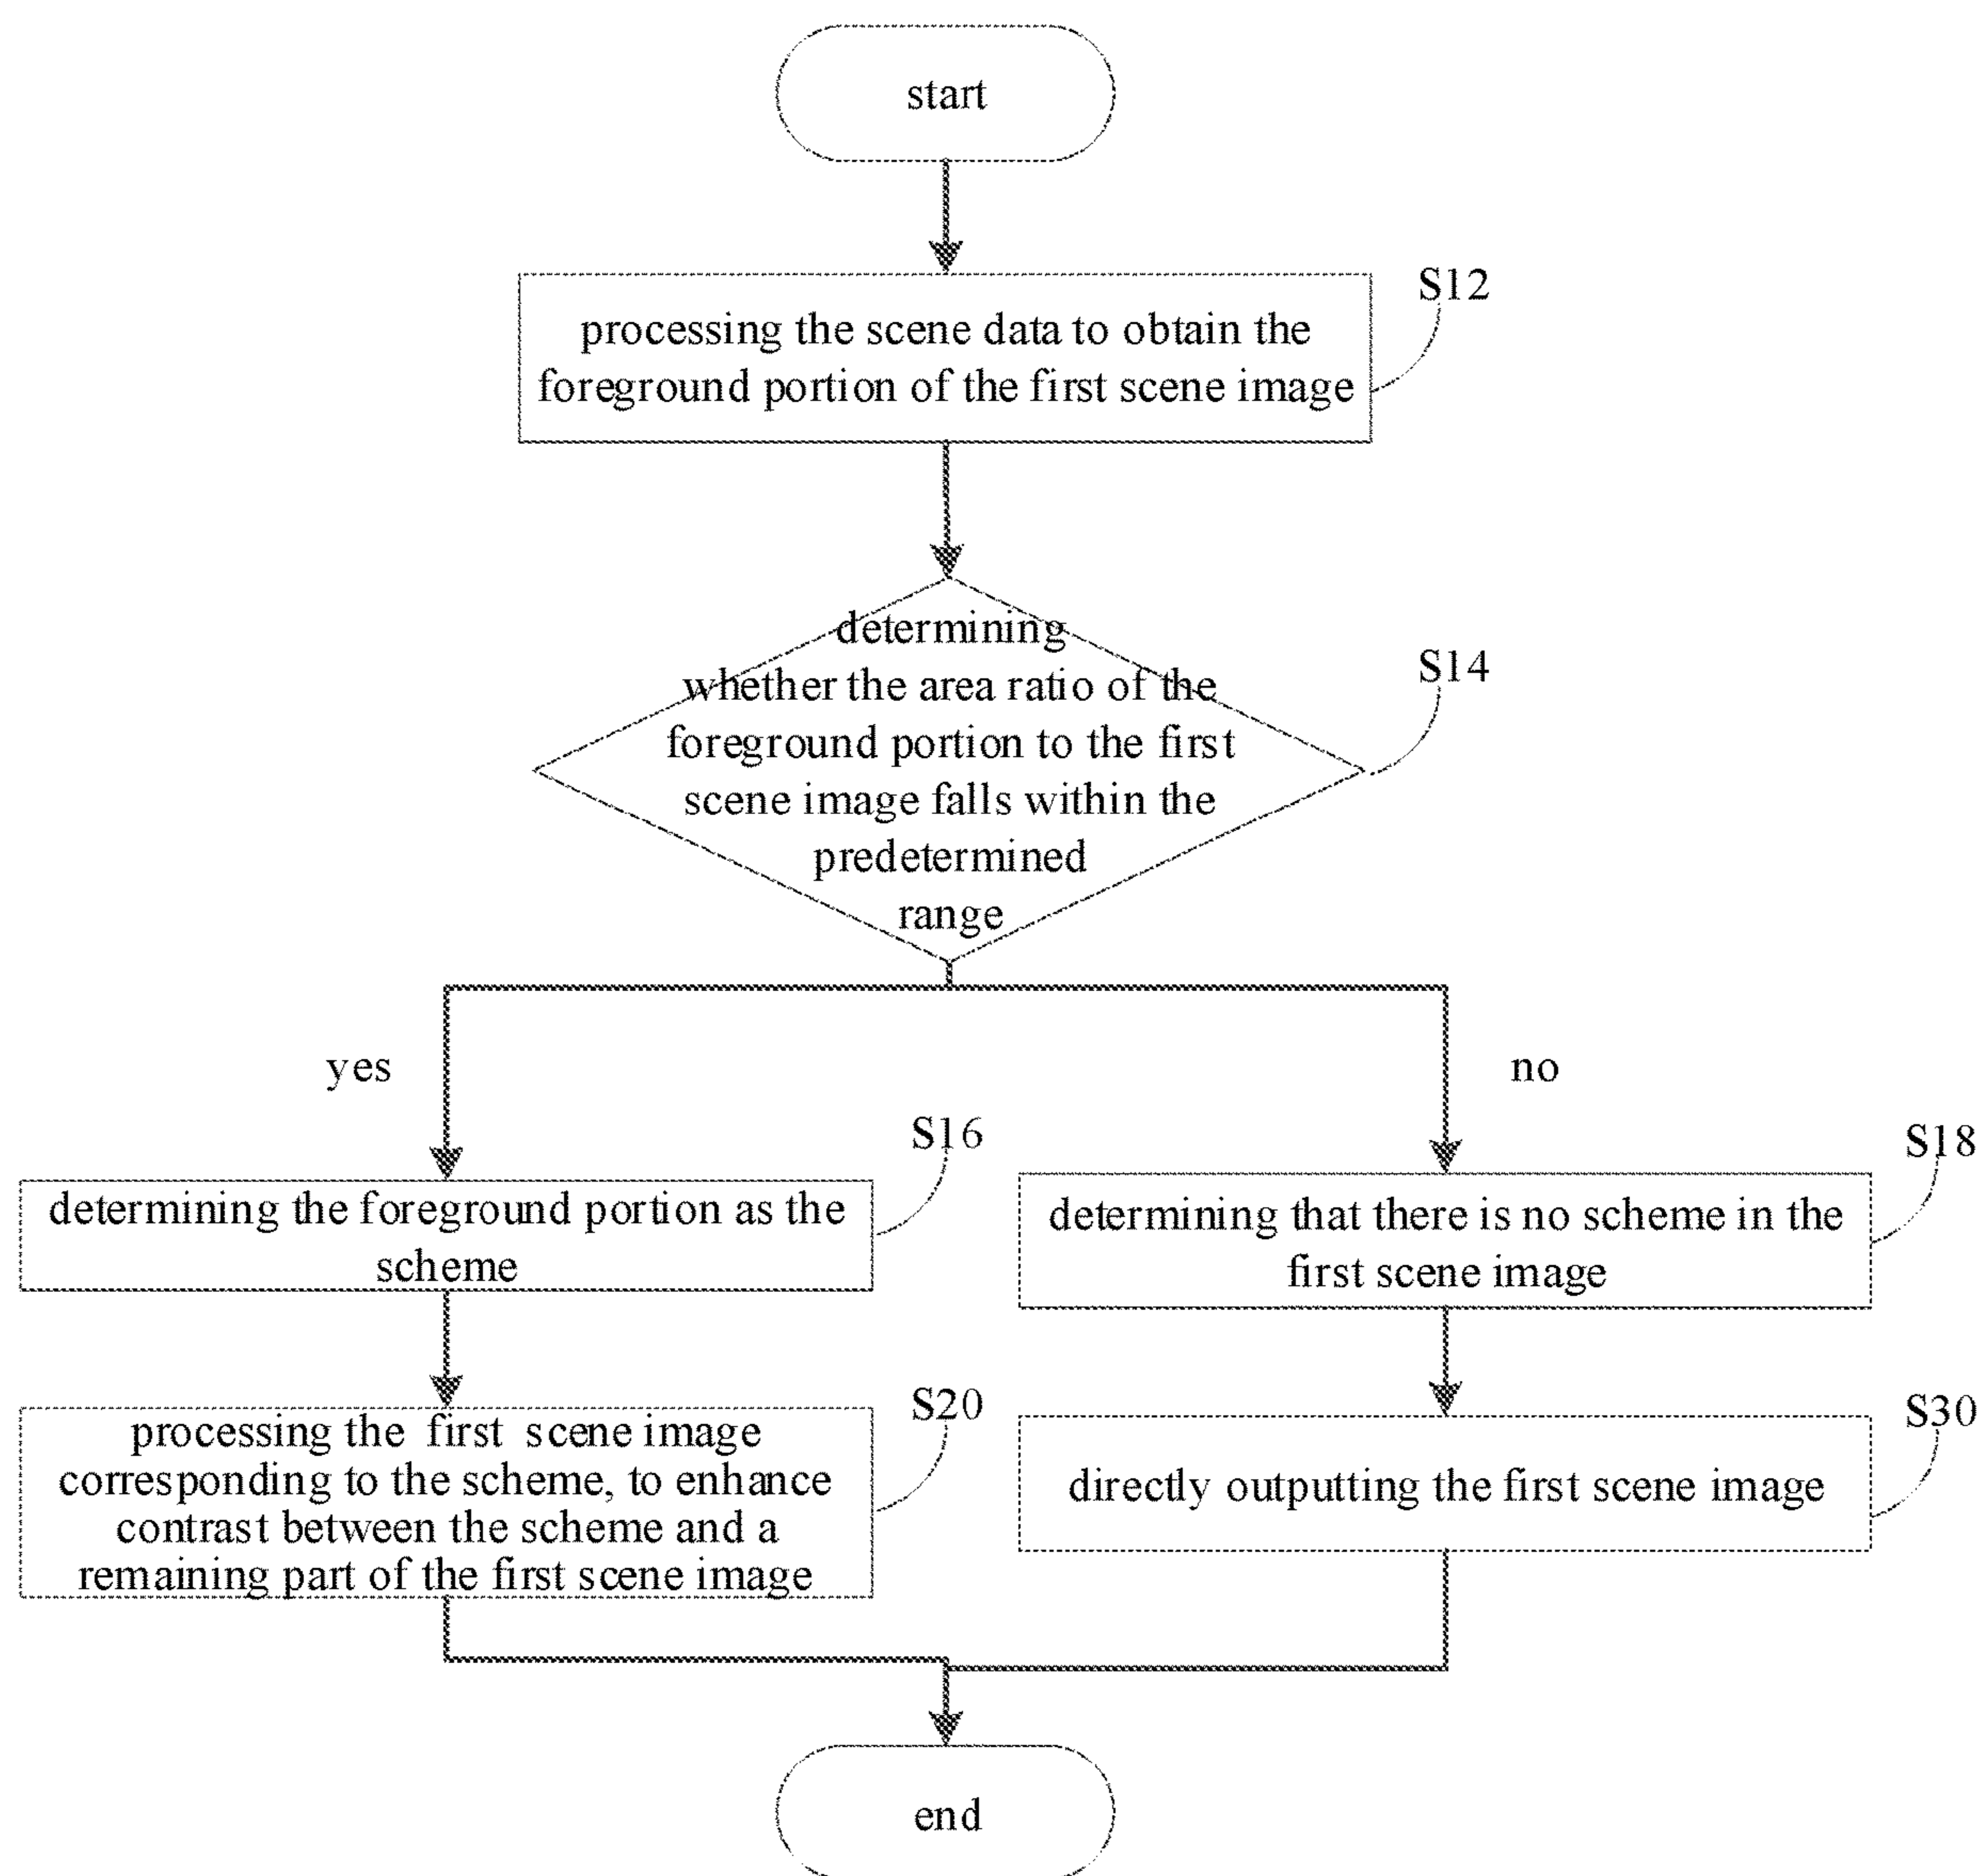 start
S12
processing the scene data to obtain the
foreground portion of the first scene image
determining
whether the area ratio of the
foreground portion to the first
scene image falls within the
predetermined
range
S14
yes
no
S16
determining the foreground portion as the
scheme
S18
determining that there is no scheme in the
first scene image
S20
processing the first scene image
corresponding to the scheme, to enhance
contrast between the scheme and a
remaining part of the first scene image
S30
directly outputting the first scene image
end